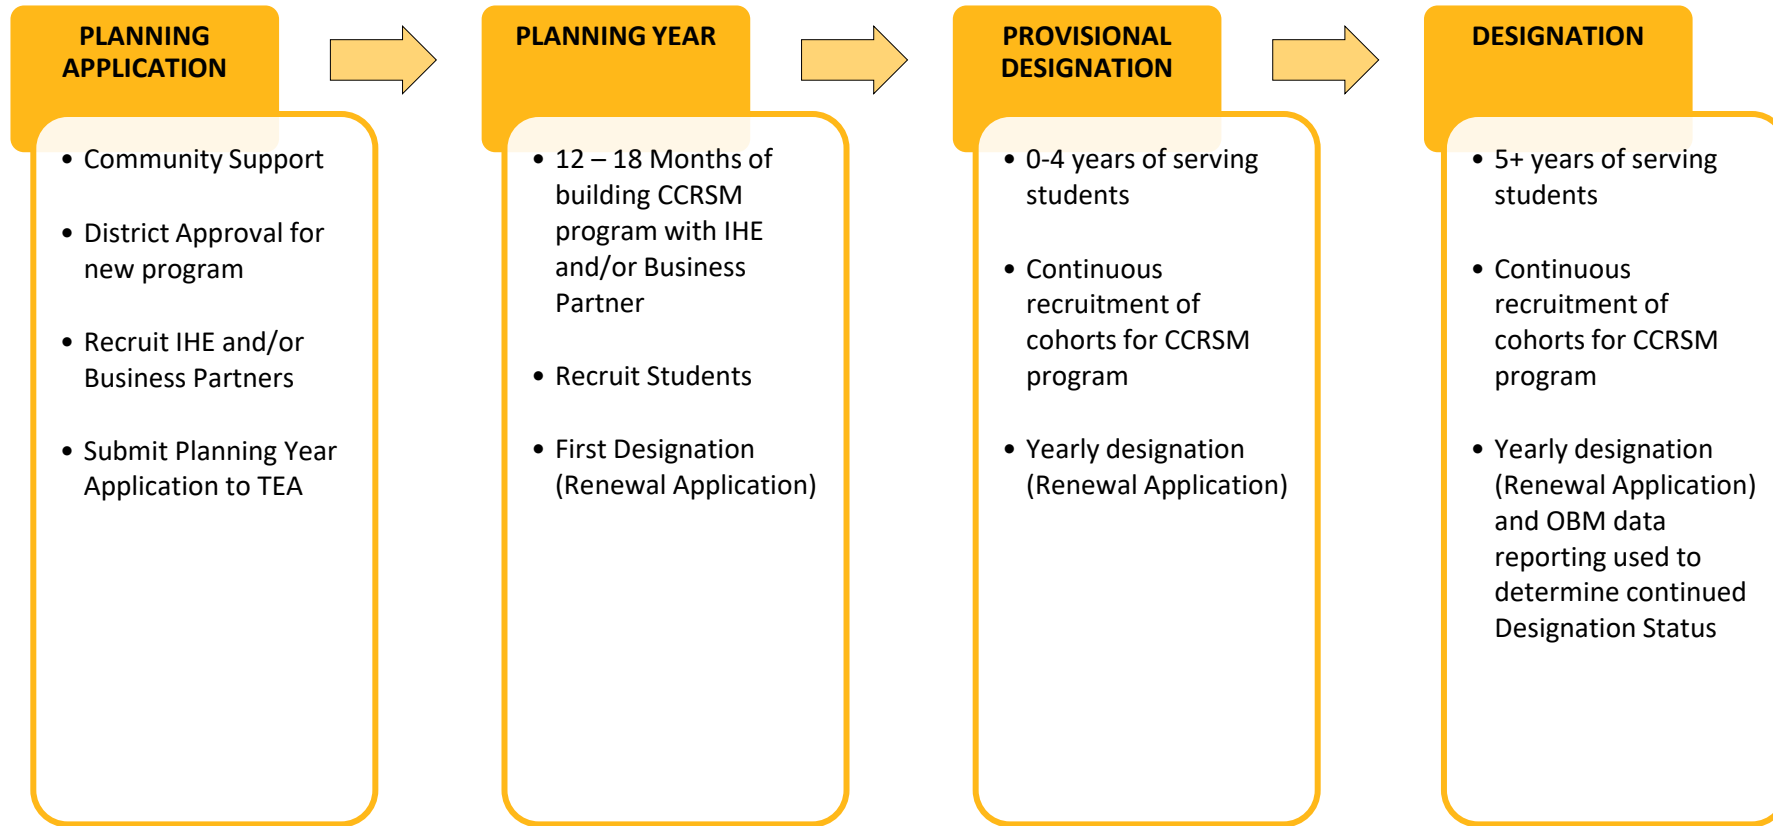 PLANNING
APPLICATION
• Community Support
• District Approval for
new program
• Recruit IHE and/or
Business Partners
• Submit Planning Year
Application to TEA
PLANNING YEAR
• 12 – 18 Months of
building CCRSM
program with IHE
and/or Business
Partner
• Recruit Students
• First Designation
(Renewal Application)
PROVISIONAL
DESIGNATION
• 0-4 years of serving
students
• Continuous
recruitment of
cohorts for CCRSM
program
• Yearly designation
(Renewal Application)
DESIGNATION
• 5+ years of serving
students
• Continuous
recruitment of
cohorts for CCRSM
program
• Yearly designation
(Renewal Application)
and OBM data
reporting used to
determine continued
Designation Status